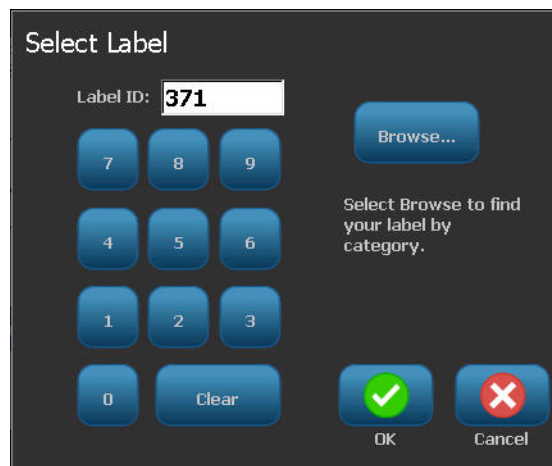 Select Label
Label ID: 371
Browse...
7 8 9
Select Browse to find
your label by
category.
4 5 6
1 2 3
0 Clear
OK Cancel